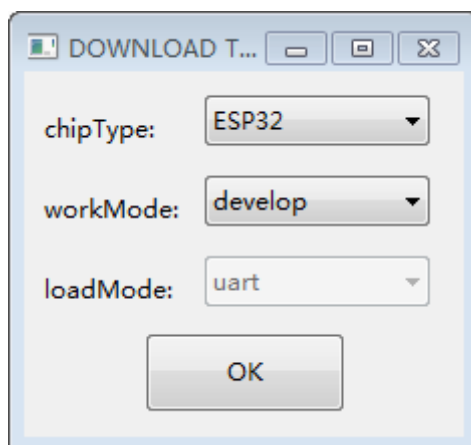 DOWNLOAD T...
chipType: ESP32
workMode: develop
loadMode: uart
OK